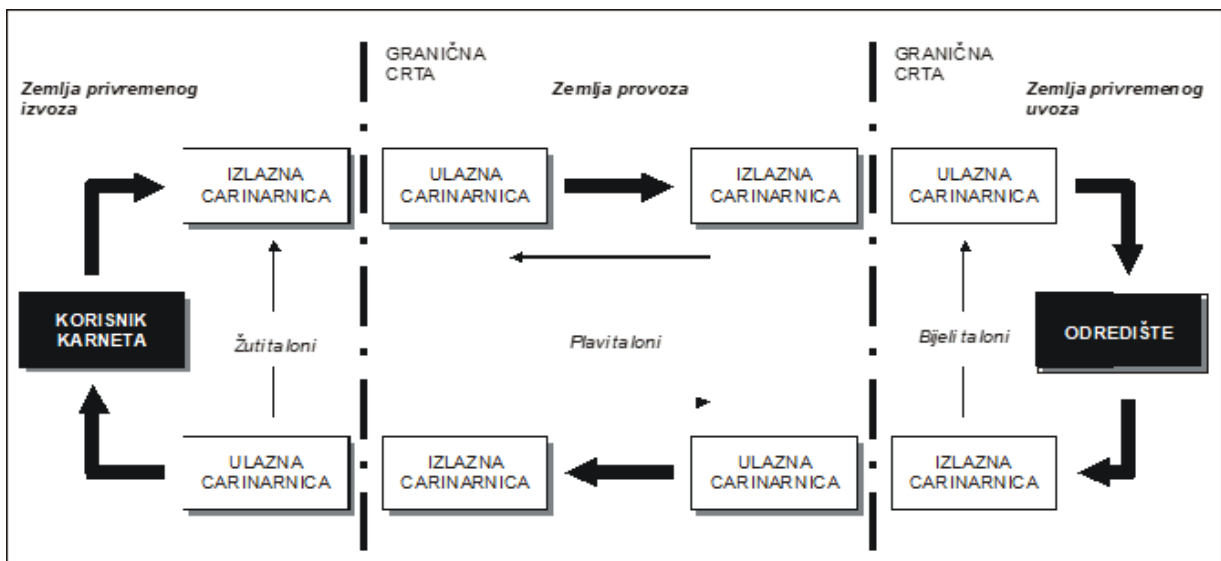 GRANIČNA
CRTA
GRANIČNA
CRTA
Zemlja privremenog
izvoza
Zemlja provoza
Zemlja privremenog
uvoza
IZLAZNA
CARINARNICA
ULAZNA
CARINARNICA
IZLAZNA
CARINARNICA
ULAZNA
CARINARNICA
KORISNIK
KARNETA
Žuti taloni
Plavi taloni
Bijeli taloni
ODREDIŠTE
ULAZNA
CARINARNICA
IZLAZNA
CARINARNICA
ULAZNA
CARINARNICA
IZLAZNA
CARINARNICA